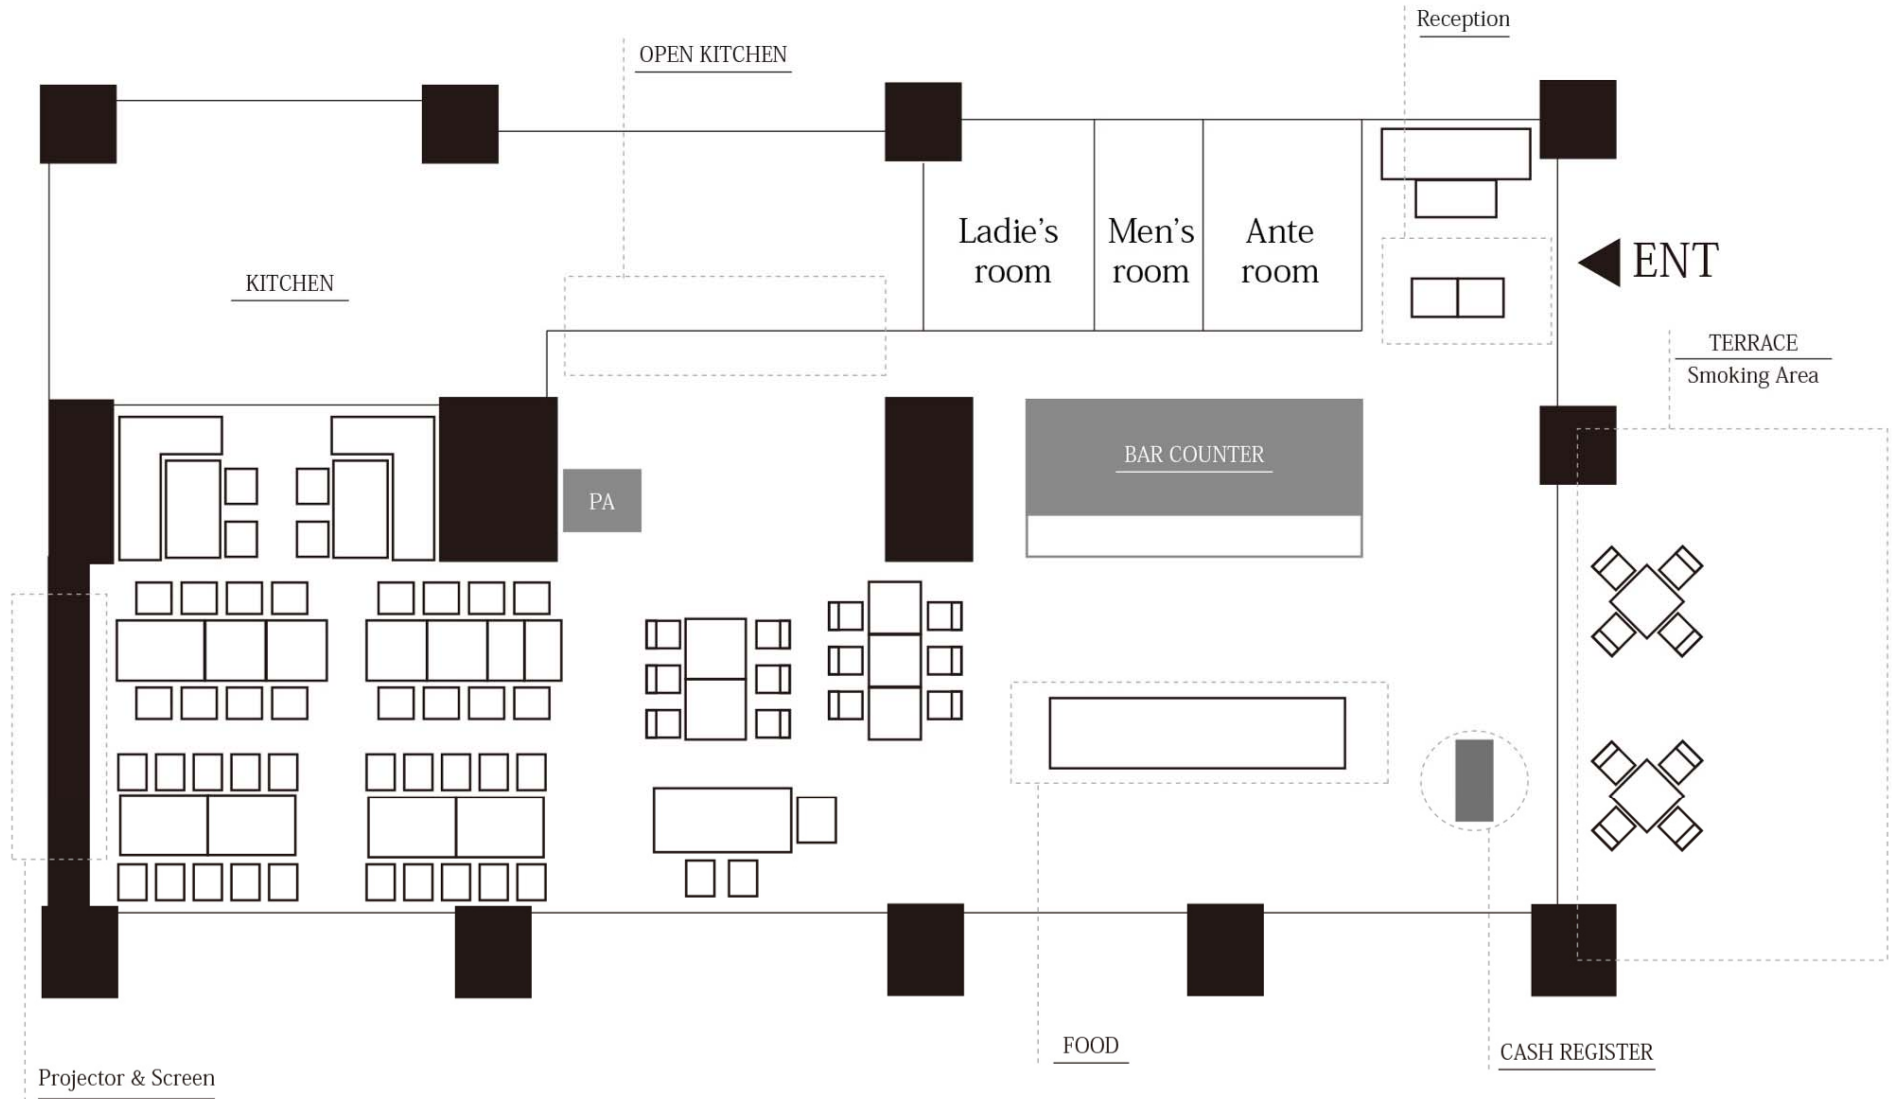 Reception
OPEN KITCHEN
Ladie's
room
Men's
room
Ante
room
ENT
KITCHEN
TERRACE
Smoking Area
BAR COUNTER
PA
FOOD
CASH REGISTER
Projector & Screen